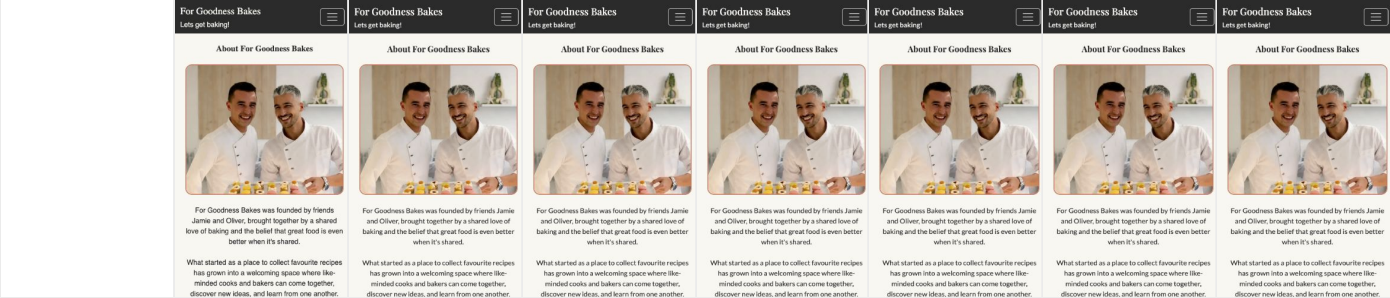 For Goodness Bakes
Lets get baking!
About For Goodness Bakes
For Goodness Bakes was founded by friends
Jamie and Oliver, brought together by a shared
love of baking and the belief that great food is even
better when it's shared.
What started as a place to collect favourite recipes
has grown into a welcoming space where like-
minded cooks and bakers can come together,
discover new ideas, and learn from one another.
For Goodness Bakes
Lets get baking!
About For Goodness Bakes
For Goodness Bakes was founded by friends Jamie
and Oliver, brought together by a shared love of
baking and the belief that great food is even better
when it's shared.
What started as a place to collect favourite recipes
has grown into a welcoming space where like-
minded cooks and bakers can come together,
discover new ideas, and learn from one another.
For Goodness Bakes
Lets get baking!
About For Goodness Bakes
For Goodness Bakes was founded by friends Jamie
and Oliver, brought together by a shared love of
baking and the belief that great food is even better
when it's shared.
What started as a place to collect favourite recipes
has grown into a welcoming space where like-
minded cooks and bakers can come together,
discover new ideas, and learn from one another.
For Goodness Bakes
Lets get baking!
About For Goodness Bakes
For Goodness Bakes was founded by friends Jamie
and Oliver, brought together by a shared love of
baking and the belief that great food is even better
when it's shared.
What started as a place to collect favourite recipes
has grown into a welcoming space where like-
minded cooks and bakers can come together,
discover new ideas, and learn from one another.
For Goodness Bakes
Lets get baking!
About For Goodness Bakes
For Goodness Bakes was founded by friends Jamie
and Oliver, brought together by a shared love of
baking and the belief that great food is even better
when it's shared.
What started as a place to collect favourite recipes
has grown into a welcoming space where like-
minded cooks and bakers can come together,
discover new ideas, and learn from one another.
For Goodness Bakes
Lets get baking!
About For Goodness Bakes
For Goodness Bakes was founded by friends Jamie
and Oliver, brought together by a shared love of
baking and the belief that great food is even better
when it's shared.
What started as a place to collect favourite recipes
has grown into a welcoming space where like-
minded cooks and bakers can come together,
discover new ideas, and learn from one another.
For Goodness Bakes
Lets get baking!
About For Goodness Bakes
For Goodness Bakes was founded by friends Jamie
and Oliver, brought together by a shared love of
baking and the belief that great food is even better
when it's shared.
What started as a place to collect favourite recipes
has grown into a welcoming space where like-
minded cooks and bakers can come together,
discover new ideas, and learn from one another.